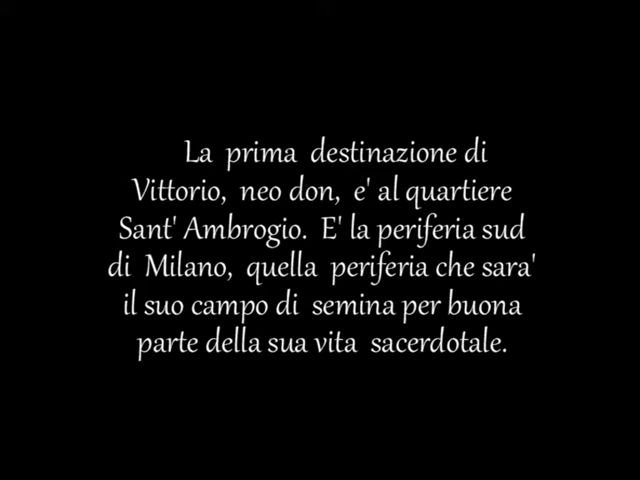 La prima destinazione di
Vittorio, neo don, e' al quartiere
Sant' Ambrogio. E' la periferia sud
di Milano, quella periferia che sara'
il suo campo di semina per buona
parte della sua vita sacerdotale.